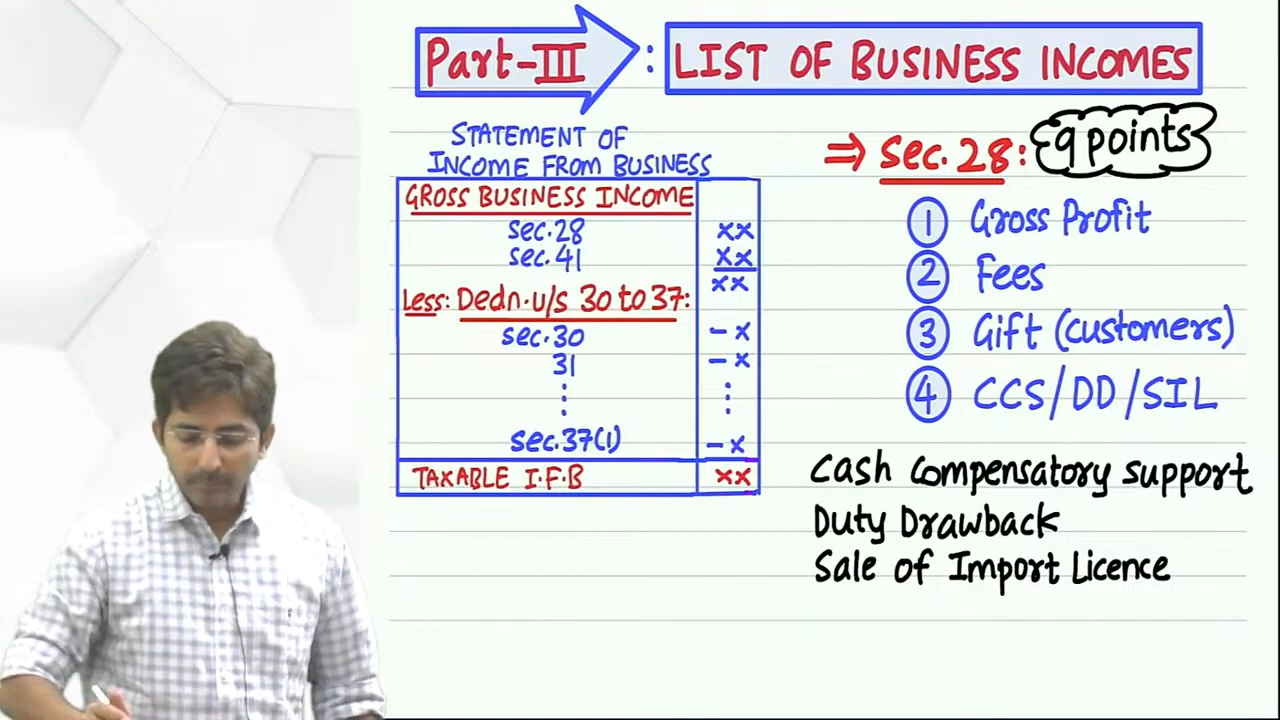 Part-III : LIST OF BUSINESS INCOMES
STATEMENT OF
INCOME FROM BUSINESS
GROSS BUSINESS INCOME
sec.28 xx
sec.41 xx
xx
Less: Dedn.u/s 30 to 37:
sec.30 – x
31 – x
⋮ ⋮
sec.37(1) – x
TAXABLE I.F.B xx
⇒ sec.28: 9 points
1 Gross Profit
2 Fees
3 Gift (customers)
4 CCS/DD/SIL
Cash compensatory support
Duty Drawback
Sale of Import Licence